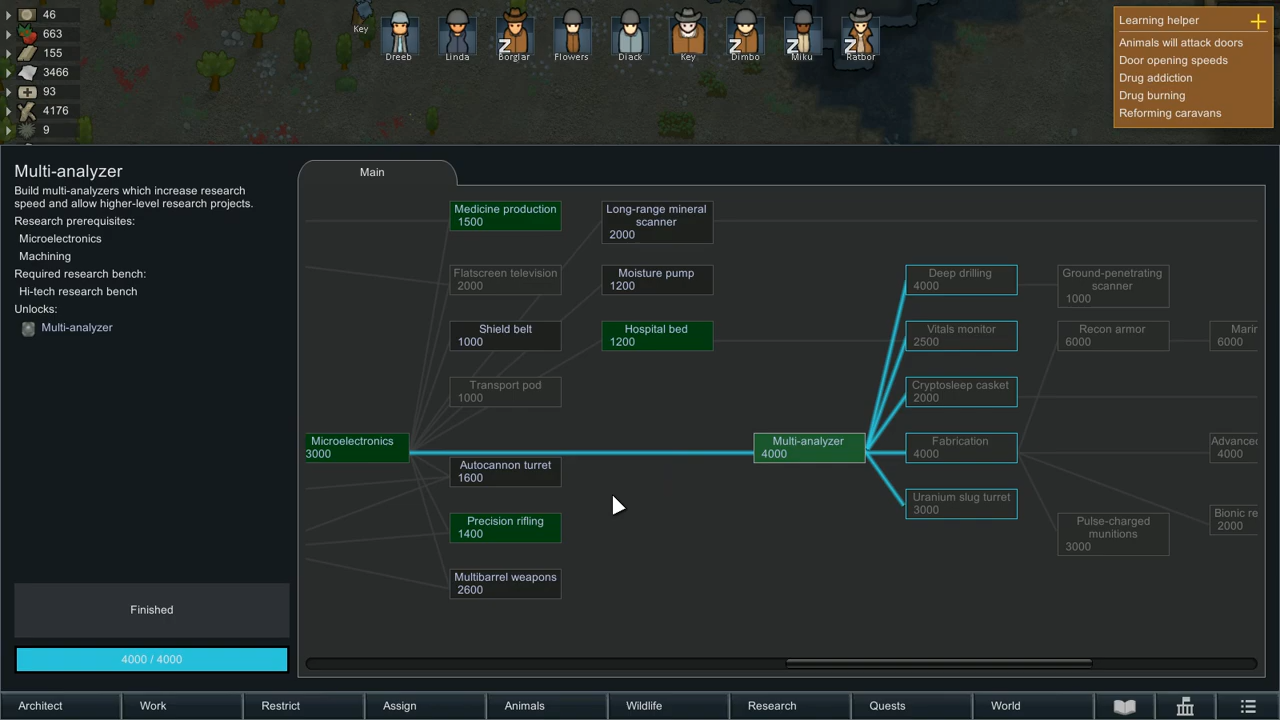 46
663
155
3466
93
4176
9
Key
Dreeb
Linda
Z
Borglar
Flowers
Diack
Key
Z
Dimbo
Z
Miku
Z
Ratbor
Learning helper
Animals will attack doors
Door opening speeds
Drug addiction
Drug burning
Reforming caravans
Multi-analyzer
Build multi-analyzers which increase research
speed and allow higher-level research projects.
Research prerequisites:
Microelectronics
Machining
Required research bench:
Hi-tech research bench
Unlocks:
Multi-analyzer
Finished
4000 / 4000
Main
Medicine production
1500
Long-range mineral
scanner
2000
Flatscreen television
2000
Moisture pump
1200
Deep drilling
4000
Ground-penetrating
scanner
1000
Shield belt
1000
Hospital bed
1200
Vitals monitor
2500
Recon armor
6000
Marin
6000
Transport pod
1000
Cryptosleep casket
2000
Microelectronics
3000
Multi-analyzer
4000
Fabrication
4000
Advanced
4000
Autocannon turret
1600
Uranium slug turret
3000
Precision rifling
1400
Pulse-charged
munitions
3000
Bionic re
2000
Multibarrel weapons
2600
Architect
Work
Restrict
Assign
Animals
Wildlife
Research
Quests
World